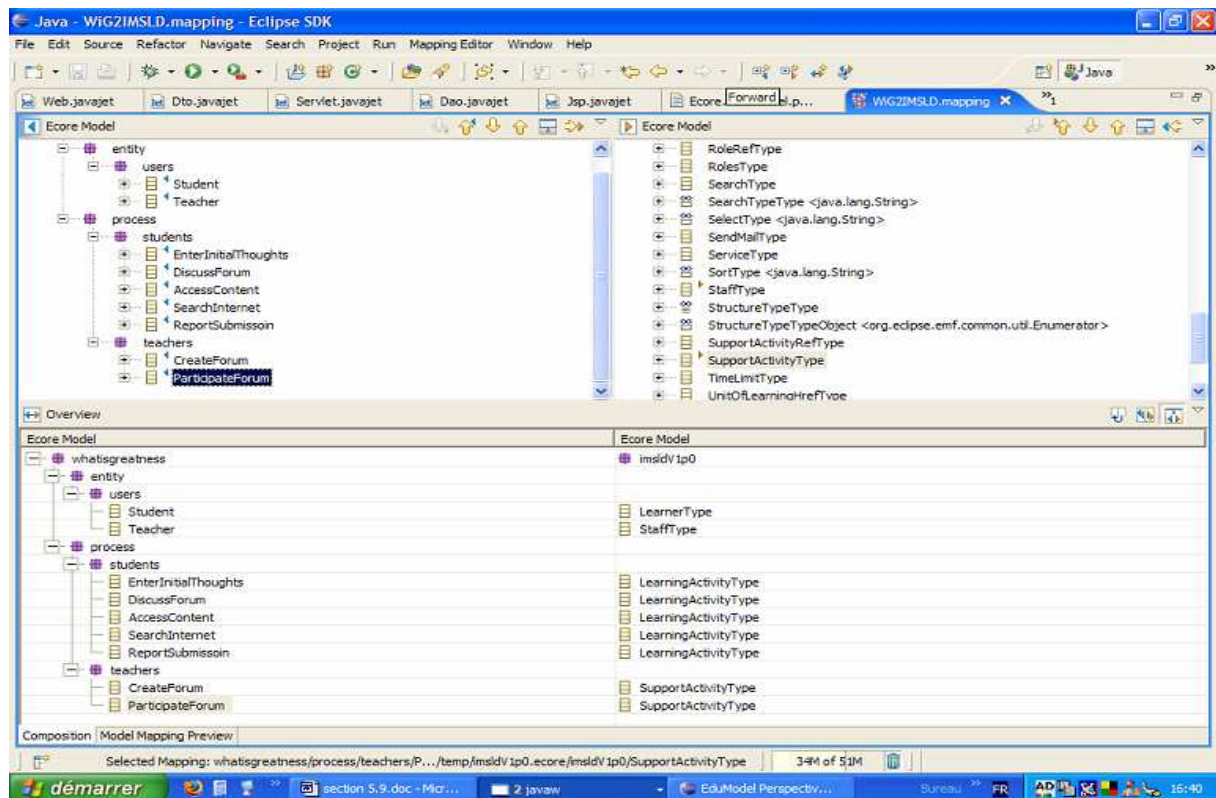 Java - WiG2IMSLD.mapping - Eclipse SDK
File Edit Source Refactor Navigate Search Project Run Mapping Editor Window Help
Java
Web.javajet Dto.javajet Servlet.javajet Dao.javajet Jsp.javajet Ecore Forward el.p... WiG2IMSLD.mapping 1
Ecore Model Ecore Model
entity
users
Student
Teacher
process
students
EnterInitialThoughts
DiscussForum
AccessContent
SearchInternet
ReportSubmissoin
teachers
CreateForum
ParticipateForum
RoleRefType
RolesType
SearchType
SearchTypeType <java.lang.String>
SelectType <java.lang.String>
SendMailType
ServiceType
SortType <java.lang.String>
StaffType
StructureTypeType
StructureTypeTypeObject <org.eclipse.emf.common.util.Enumerator>
SupportActivityRefType
SupportActivityType
TimeLimitType
UnitOfLearningHrefType
Overview
Ecore Model Ecore Model
whatisgreatness imsldV1p0
entity
users
Student LearnerType
Teacher StaffType
process
students
EnterInitialThoughts LearningActivityType
DiscussForum LearningActivityType
AccessContent LearningActivityType
SearchInternet LearningActivityType
ReportSubmissoin LearningActivityType
teachers
CreateForum SupportActivityType
ParticipateForum SupportActivityType
Composition Model Mapping Preview
Selected Mapping: whatisgreatness/process/teachers/P.../temp/imsldV1p0.ecore/imsldV1p0/SupportActivityType 34M of 51M
démarrer section 5.9.doc - Micr... 2 javaw EduModel Perspectiv... Bureau FR 16:40